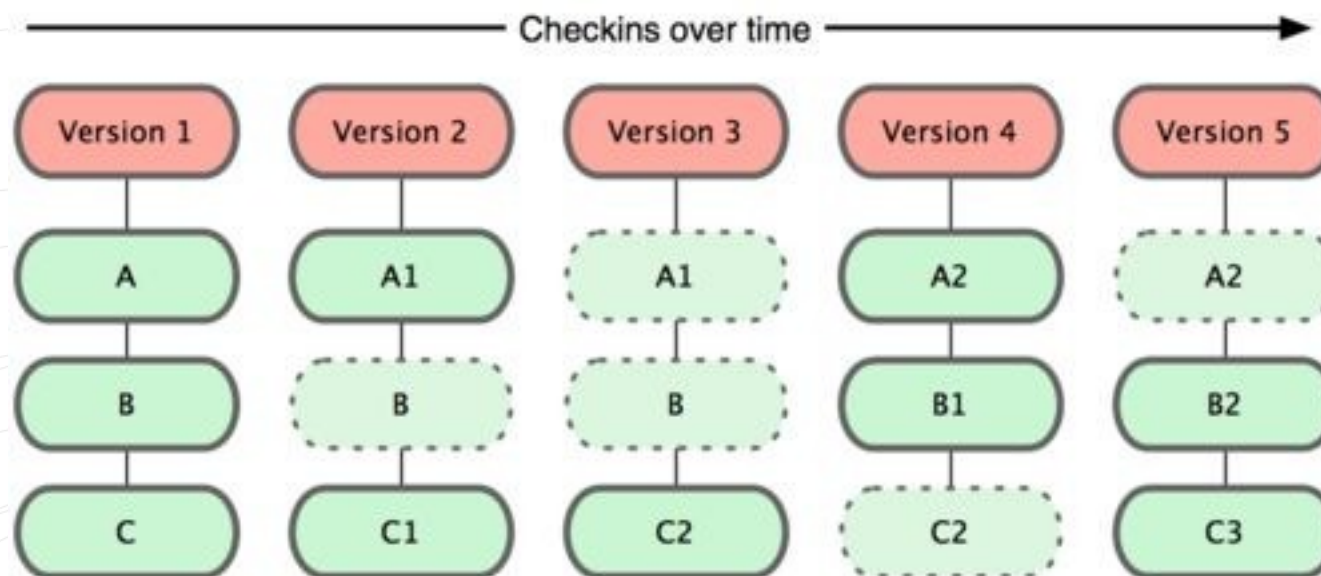 Checkins over time
Version 1 Version 2 Version 3 Version 4 Version 5
A A1 A1 A2 A2
B B B B1 B2
C C1 C2 C2 C3